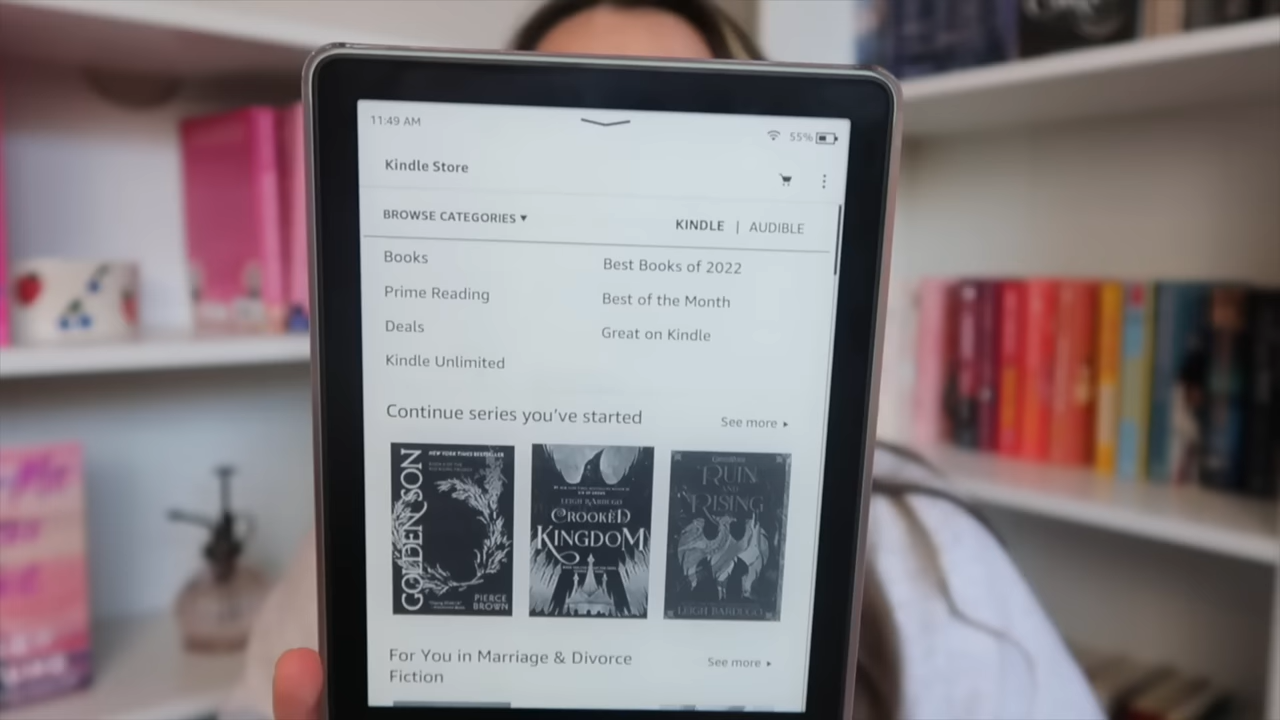 11:49 AM
55%
Kindle Store
BROWSE CATEGORIES ▾
KINDLE | AUDIBLE
Books
Best Books of 2022
Prime Reading
Best of the Month
Deals
Great on Kindle
Kindle Unlimited
Continue series you've started
See more ▸
NEW YORK TIMES BESTSELLER
GOLDEN SON
PIERCE
BROWN
LEIGH BARDUGO
CROOKED
KINGDOM
RUIN
AND
RISING
LEIGH BARDUGO
For You in Marriage & Divorce
Fiction
See more ▸